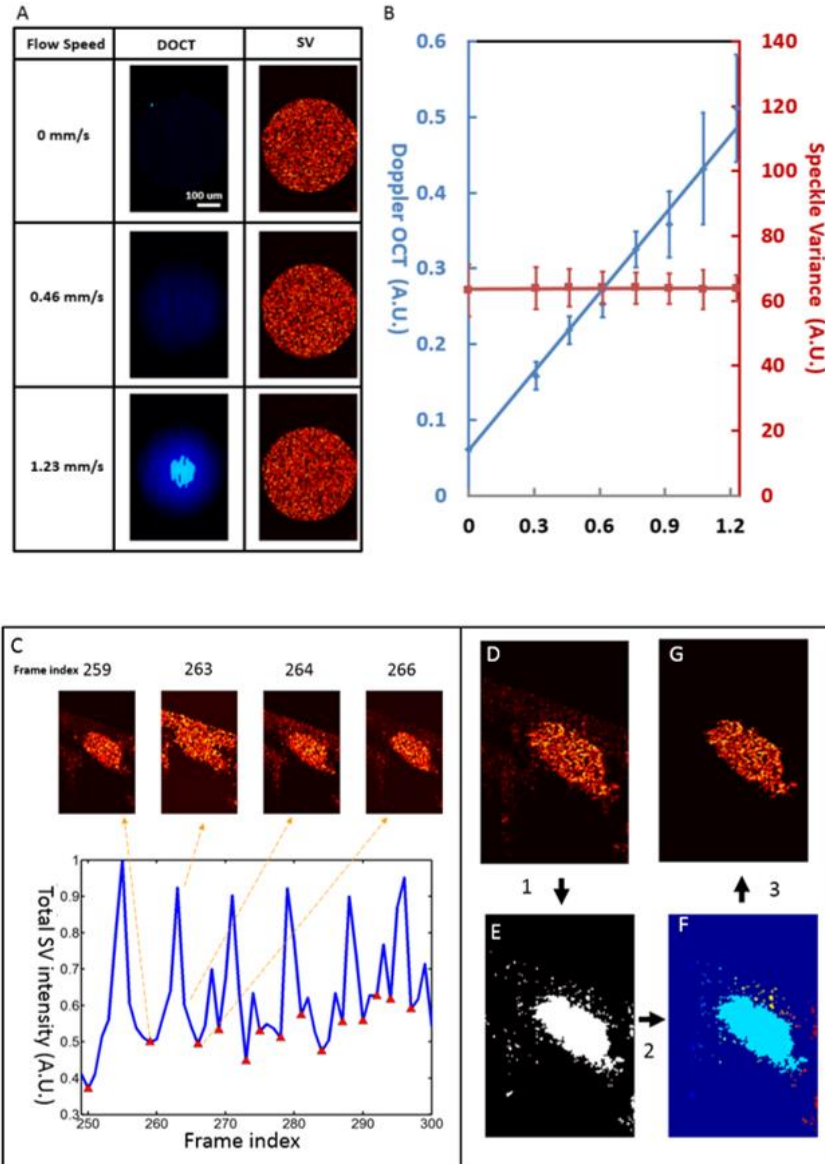 A
Flow Speed DOCT SV
0 mm/s
100 um
0.46 mm/s
1.23 mm/s
B
0.6 140
120
0.5
100
0.4
80
0.3
60
0.2
40
0.1
20
0 0
0 0.3 0.6 0.9 1.2
Doppler OCT (A.U.)
Speckle Variance (A.U.)
C
Frame index 259 263 264 266
1
0.9
0.8
0.7
0.6
0.5
0.4
0.3
250 260 270 280 290 300
Total SV intensity (A.U.)
Frame index
D G
1 3
E F
2